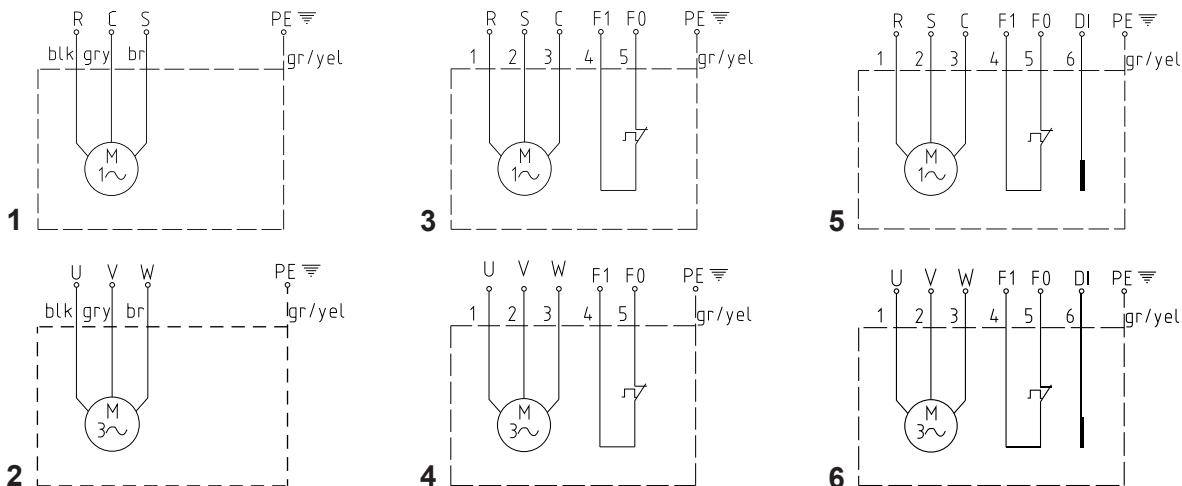 R C S PE
blk gry br gr/yel
M
1~
1
R S C F1 F0 PE
1 2 3 4 5 gr/yel
M
1~
3
R S C F1 F0 DI PE
1 2 3 4 5 6 gr/yel
M
1~
5
U V W PE
blk gry br gr/yel
M
3~
2
U V W F1 F0 PE
1 2 3 4 5 gr/yel
M
3~
4
U V W F1 F0 DI PE
1 2 3 4 5 6 gr/yel
M
3~
6